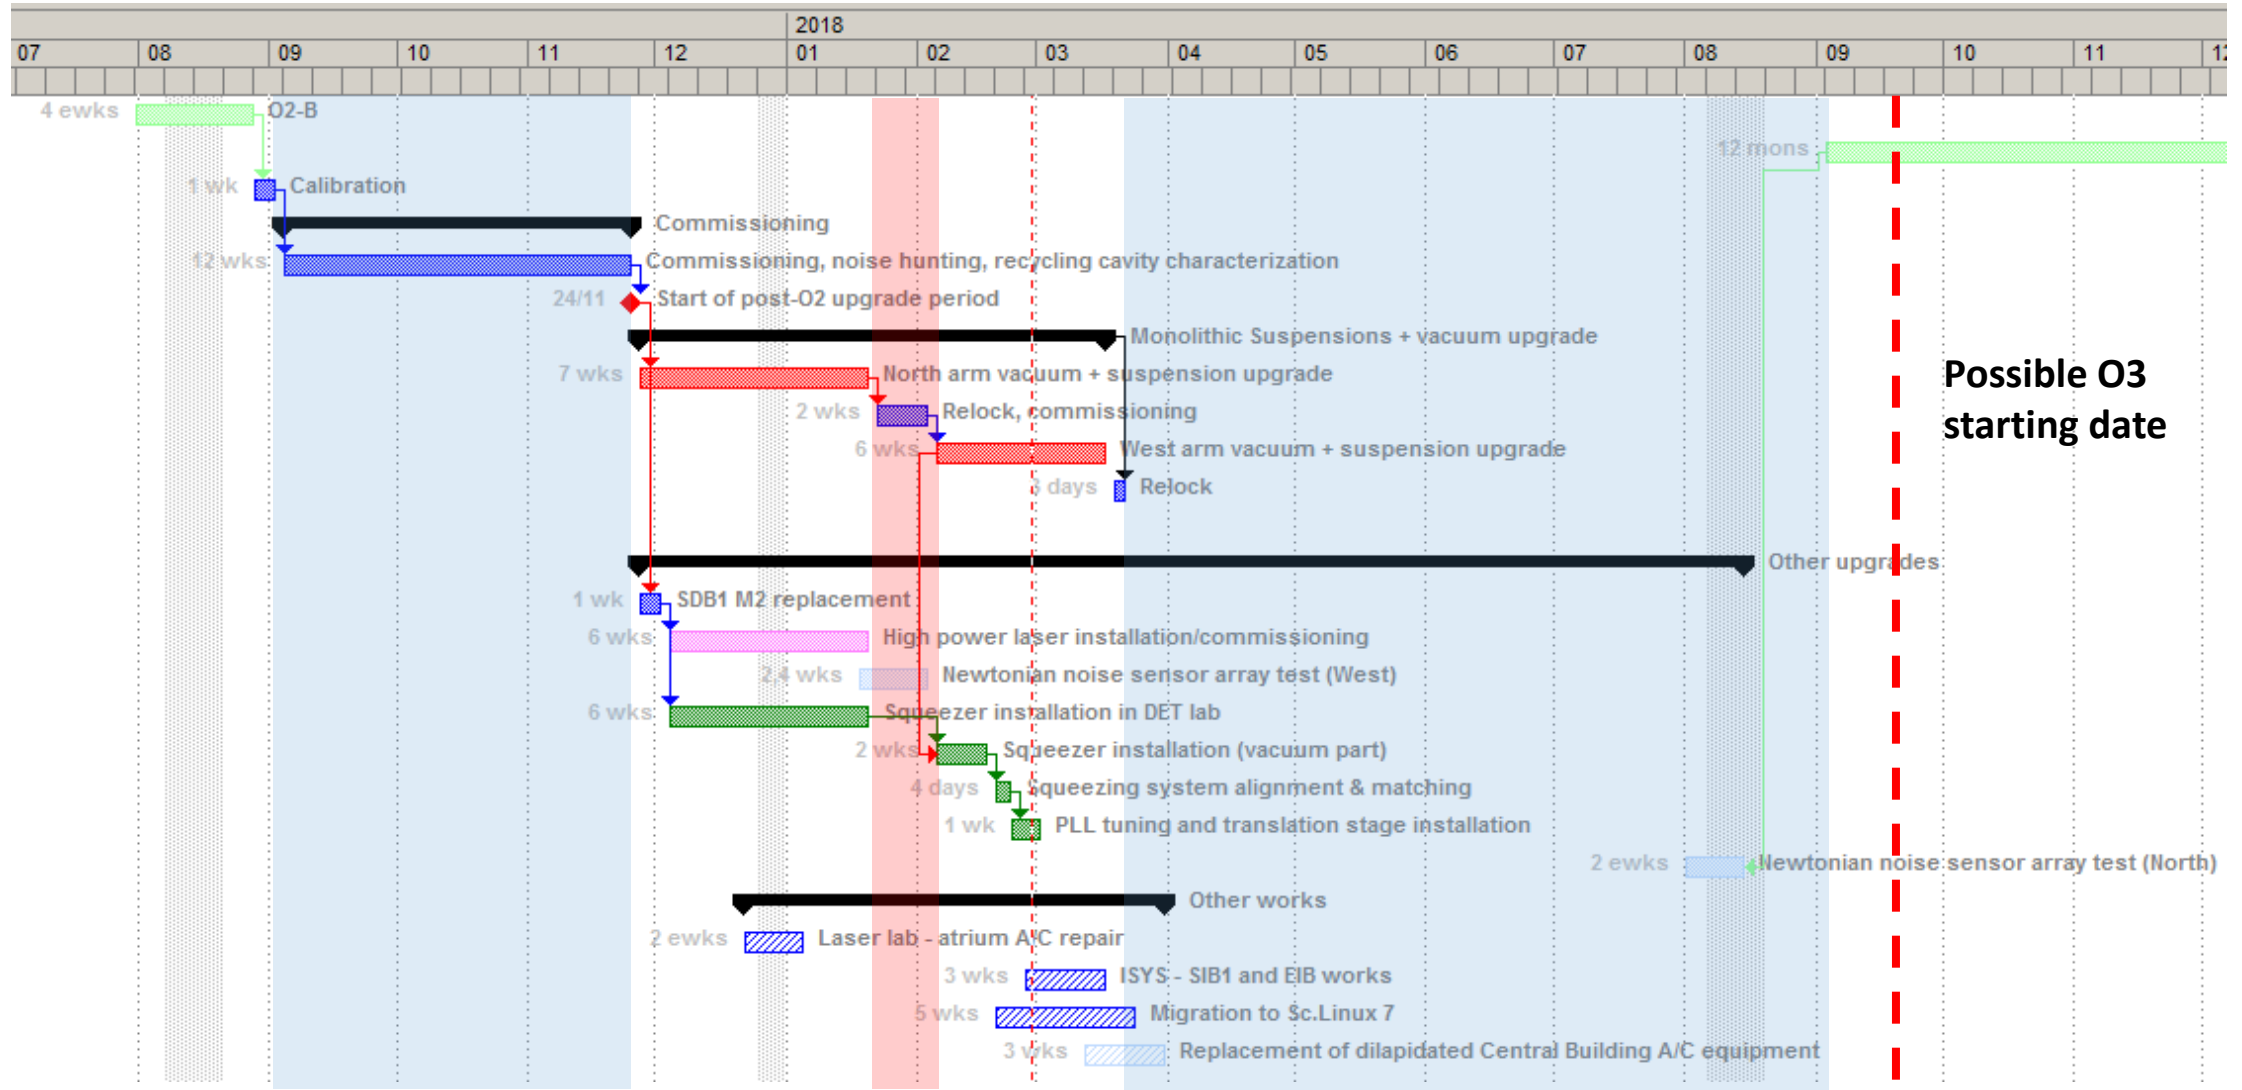 2018
07 08 09 10 11 12 01 02 03 04 05 06 07 08 09 10 11 12
4 ewks O2-B
12 mons
1 wk Calibration
Commissioning
12 wks Commissioning, noise hunting, recycling cavity characterization
24/11 Start of post-O2 upgrade period
Monolithic Suspensions + vacuum upgrade
7 wks North arm vacuum + suspension upgrade
Possible O3
starting date
2 wks Relock, commissioning
6 wks West arm vacuum + suspension upgrade
3 days Relock
Other upgrades
1 wk SDB1 M2 replacement
6 wks High power laser installation/commissioning
2,4 wks Newtonian noise sensor array test (West)
6 wks Squeezer installation in DET lab
2 wks Squeezer installation (vacuum part)
4 days Squeezing system alignment & matching
1 wk PLL tuning and translation stage installation
2 ewks Newtonian noise sensor array test (North)
Other works
2 ewks Laser lab - atrium A/C repair
3 wks ISYS - SIB1 and EIB works
5 wks Migration to Sc.Linux 7
3 wks Replacement of dilapidated Central Building A/C equipment